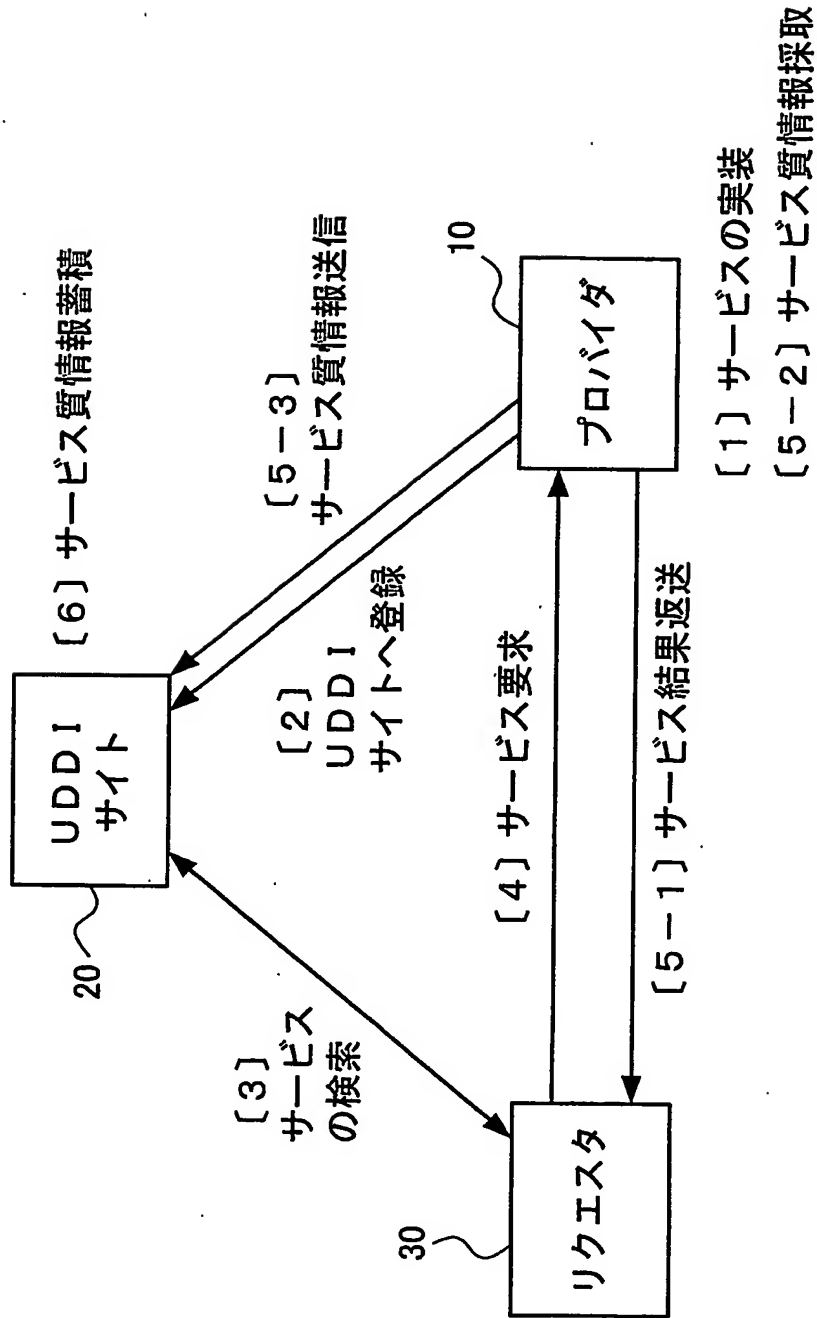 〔6〕サービス質情報蓄積
UDDI
サイト
20
〔5－3〕
サービス質情報送信
〔2〕
UDDI
サイトへ登録
〔3〕
サービス
の検索
10
プロバイダ
〔1〕サービスの実装
〔5－2〕サービス質情報採取
〔4〕サービス要求
〔5－1〕サービス結果返送
30
リクエスタ